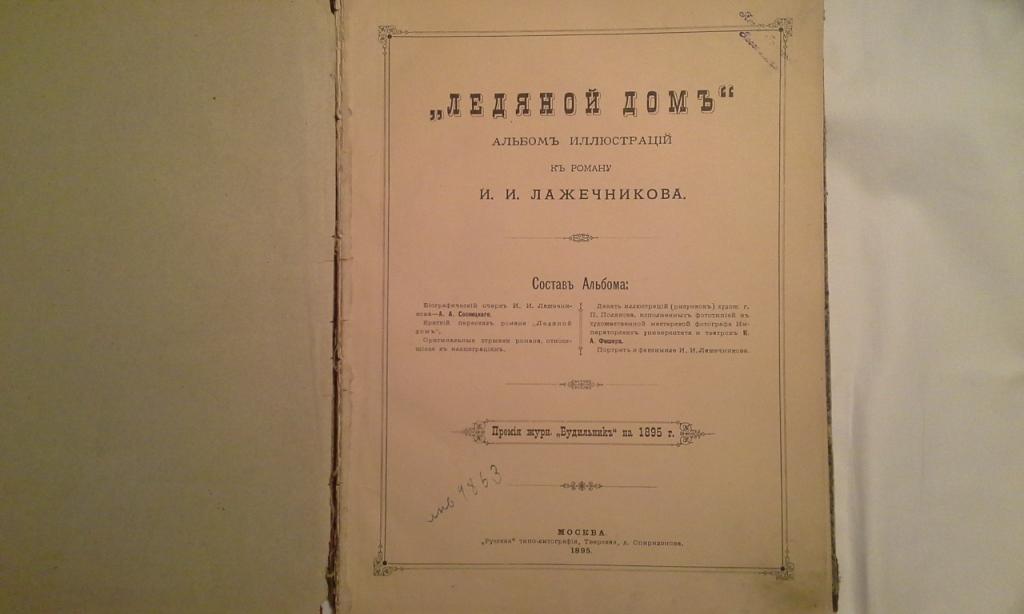 „ЛЕДЯНОЙ ДОМЪ“
АЛЬБОМЪ ИЛЛЮСТРАЦІЙ
КЪ РОМАНУ
И. И. ЛАЖЕЧНИКОВА.
Составъ Альбома:
Біографическій очеркъ И. И. Лажечни-
кова—А. А. Сосницкаго.
Краткій пересказъ романа „Ледяной
домъ“.
Оригинальные отрывки романа, относя-
щіеся къ иллюстраціямъ.
Девять иллюстрацій (рисунковъ) худож. г.
П. Полякова, исполненныхъ фототипіей въ
художественной мастерской фотографа Им-
ператорскихъ университета и театровъ К.
А. Фишера.
Портретъ и факсимиле И. И. Лажечникова.
Премія журн. „Будильникъ“ на 1895 г.
инв 9863
МОСКВА.
„Русская“ типо-литографія, Тверская, д. Спиридонова.
1895.